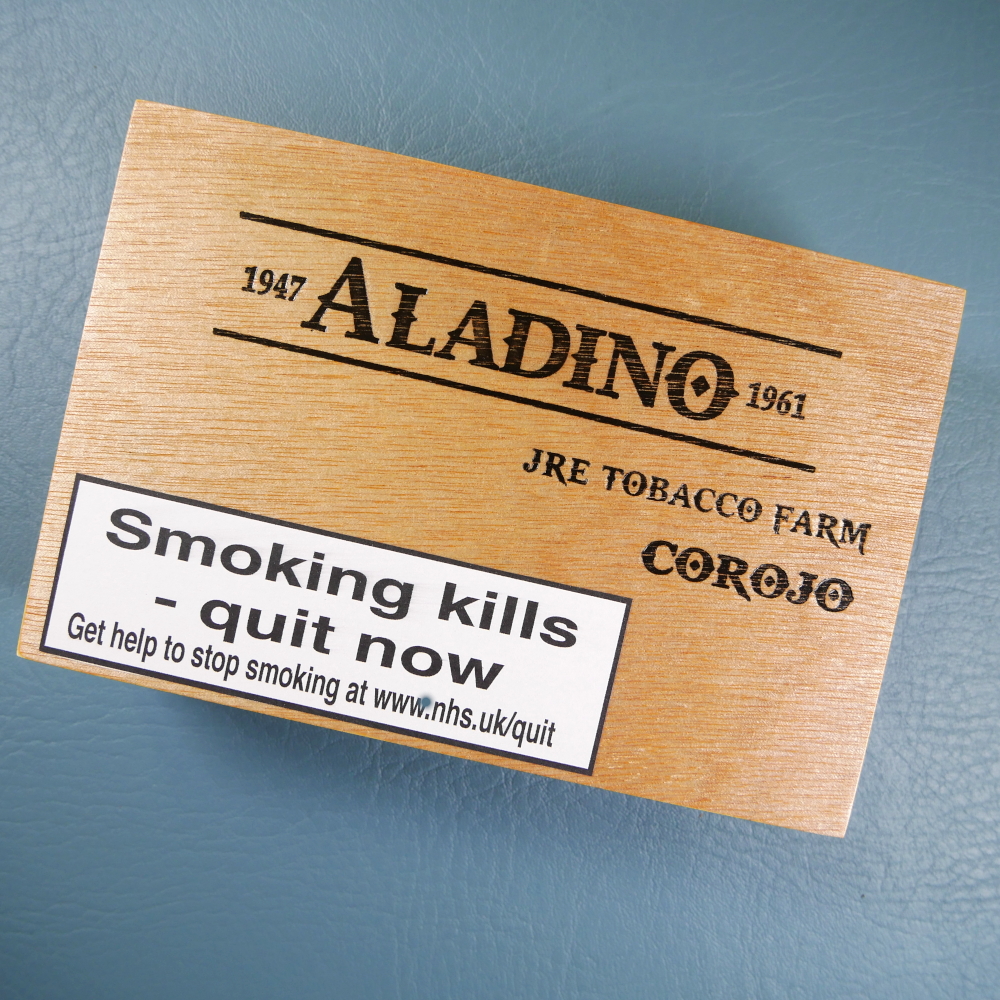 1947 ALADINO 1961
JRE TOBACCO FARM
COROJO
Smoking kills
- quit now
Get help to stop smoking at www.nhs.uk/quit